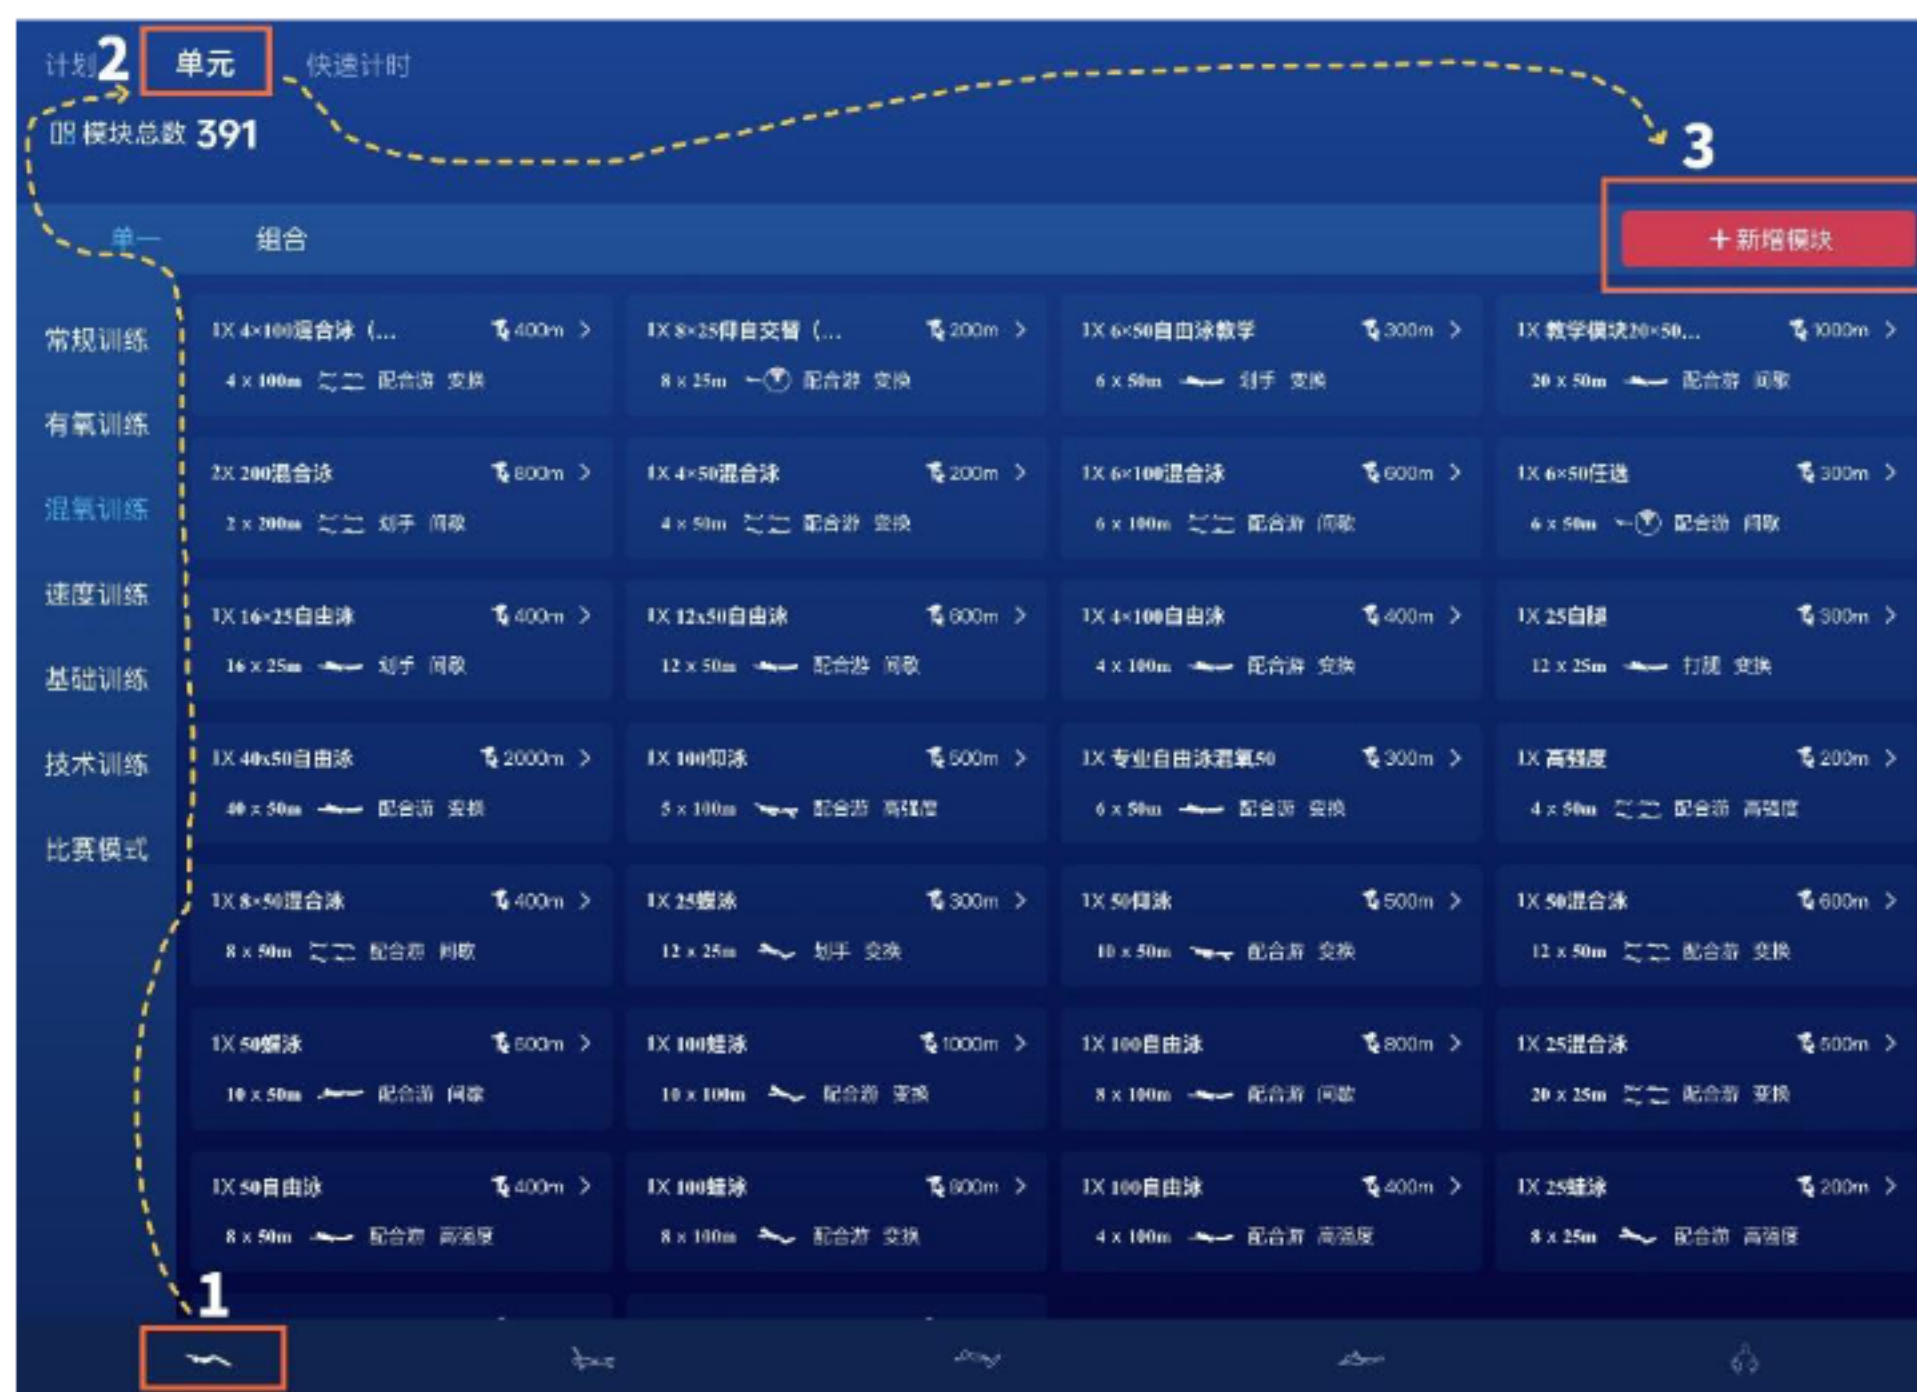 计划 2 单元 快速计时
模块总数 391
3
单一 组合 +新增模块
常规训练
有氧训练
混氧训练
速度训练
基础训练
技术训练
比赛模式
1X 4×100混合泳（... 400m >
4 x 100m 配合游 变换
1X 8×25仰自交替（... 200m >
8 x 25m 配合游 变换
1X 6×50自由泳教学 300m >
6 x 50m 划手 变换
1X 教学模块20×50... 1000m >
20 x 50m 配合游 间歇
2X 200混合泳 800m >
2 x 200m 划手 间歇
1X 4×50混合泳 200m >
4 x 50m 配合游 变换
1X 6×100混合泳 600m >
6 x 100m 配合游 间歇
1X 6×50任选 300m >
6 x 50m 配合游 间歇
1X 16×25自由泳 400m >
16 x 25m 划手 间歇
1X 12x50自由泳 600m >
12 x 50m 配合游 间歇
1X 4×100自由泳 400m >
4 x 100m 配合游 变换
1X 25自腿 300m >
12 x 25m 打腿 变换
1X 40x50自由泳 2000m >
40 x 50m 配合游 变换
1X 100仰泳 500m >
5 x 100m 配合游 高强度
1X 专业自由泳混氧50 300m >
6 x 50m 配合游 变换
1X 高强度 200m >
4 x 50m 配合游 高强度
1X 8×50混合泳 400m >
8 x 50m 配合游 间歇
1X 25蝶泳 300m >
12 x 25m 划手 变换
1X 50仰泳 500m >
10 x 50m 配合游 变换
1X 50混合泳 600m >
12 x 50m 配合游 变换
1X 50蝶泳 500m >
10 x 50m 配合游 间歇
1X 100蛙泳 1000m >
10 x 100m 配合游 变换
1X 100自由泳 800m >
8 x 100m 配合游 间歇
1X 25混合泳 500m >
20 x 25m 配合游 变换
1X 50自由泳 400m >
8 x 50m 配合游 高强度
1X 100蛙泳 800m >
8 x 100m 配合游 变换
1X 100自由泳 400m >
4 x 100m 配合游 高强度
1X 25蛙泳 200m >
8 x 25m 配合游 高强度
1